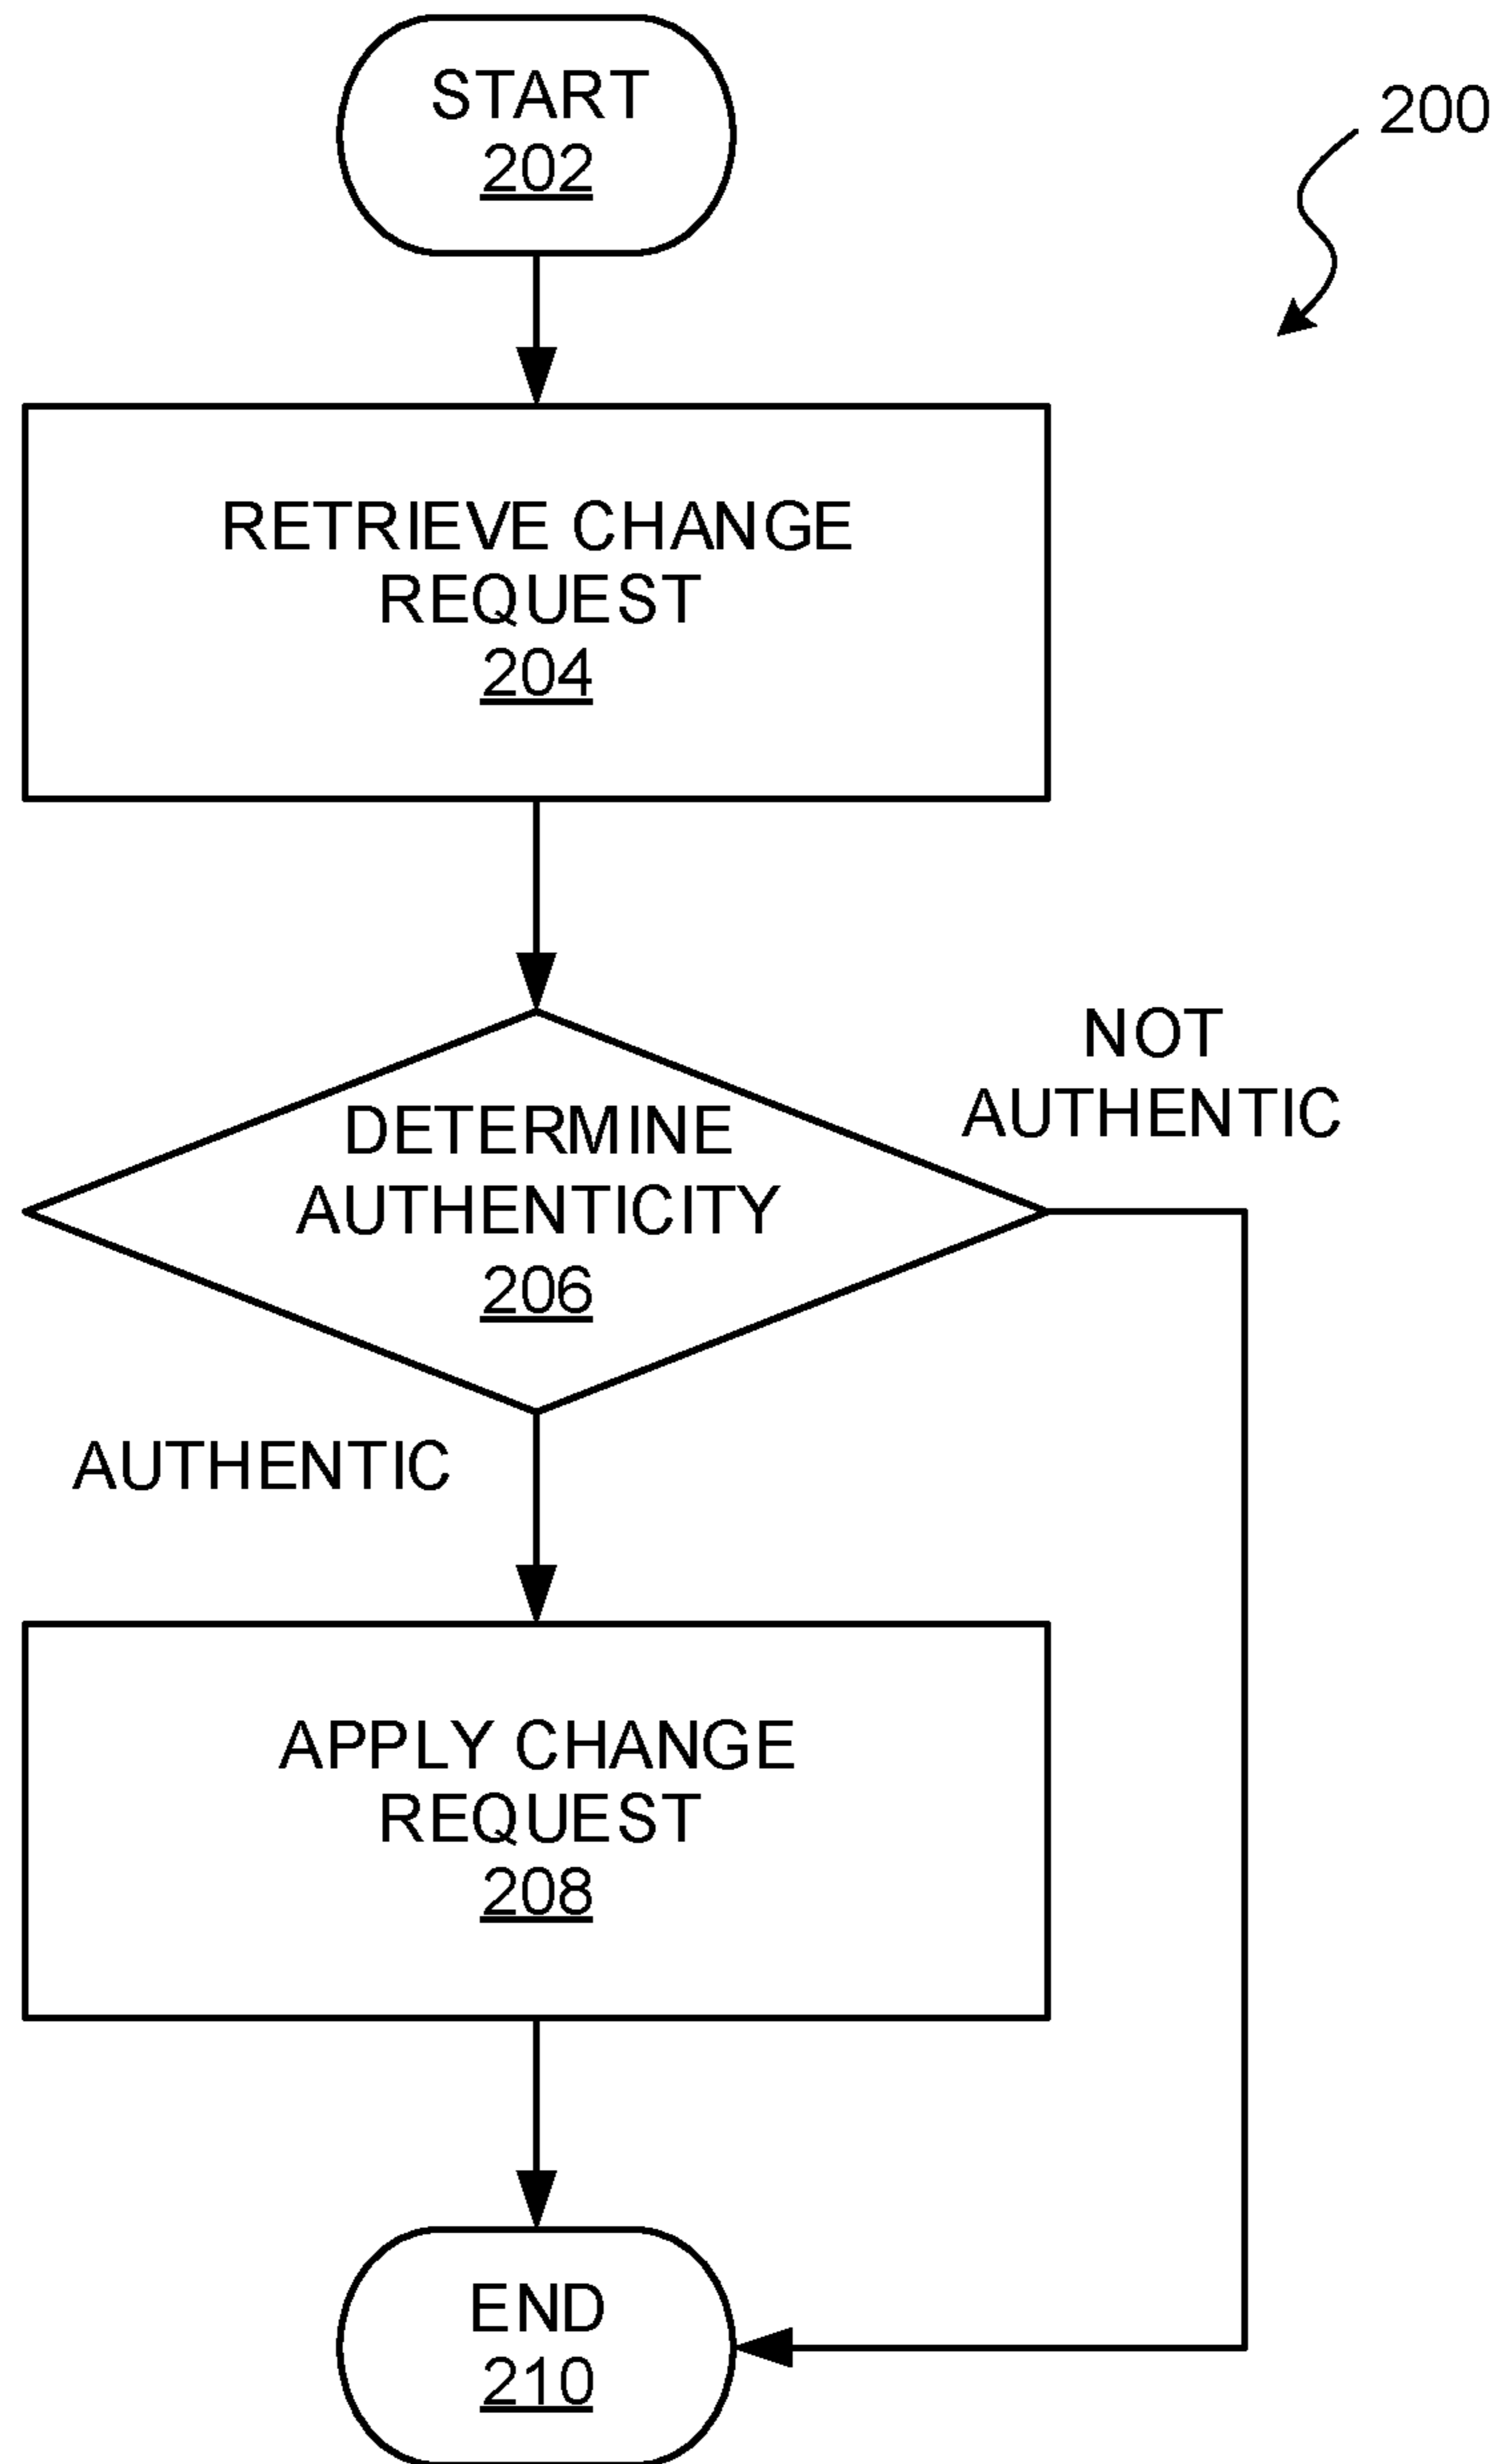 START
202
200
RETRIEVE CHANGE
REQUEST
204
NOT
AUTHENTIC
DETERMINE
AUTHENTICITY
206
AUTHENTIC
APPLY CHANGE
REQUEST
208
END
210